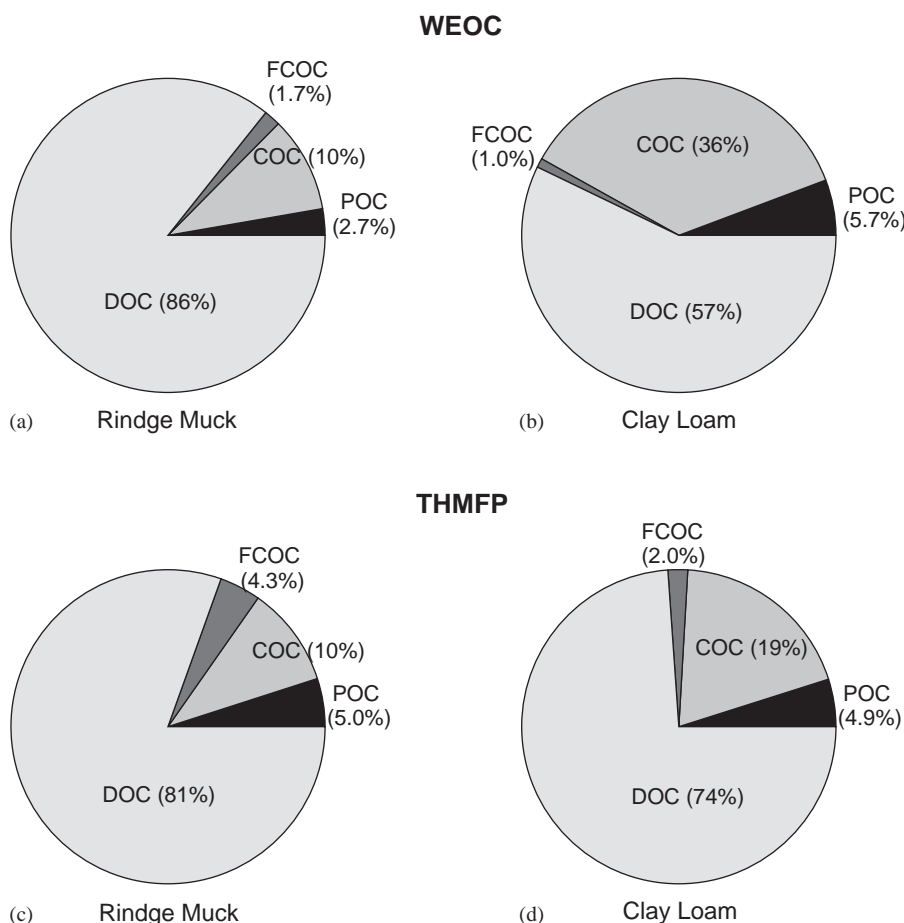 WEOC
FCOC
(1.7%)
COC (10%)
POC
(2.7%)
DOC (86%)
(a) Rindge Muck
FCOC
(1.0%)
COC (36%)
POC
(5.7%)
DOC (57%)
(b) Clay Loam
THMFP
FCOC
(4.3%)
COC (10%)
POC
(5.0%)
DOC (81%)
(c) Rindge Muck
FCOC
(2.0%)
COC (19%)
POC
(4.9%)
DOC (74%)
(d) Clay Loam